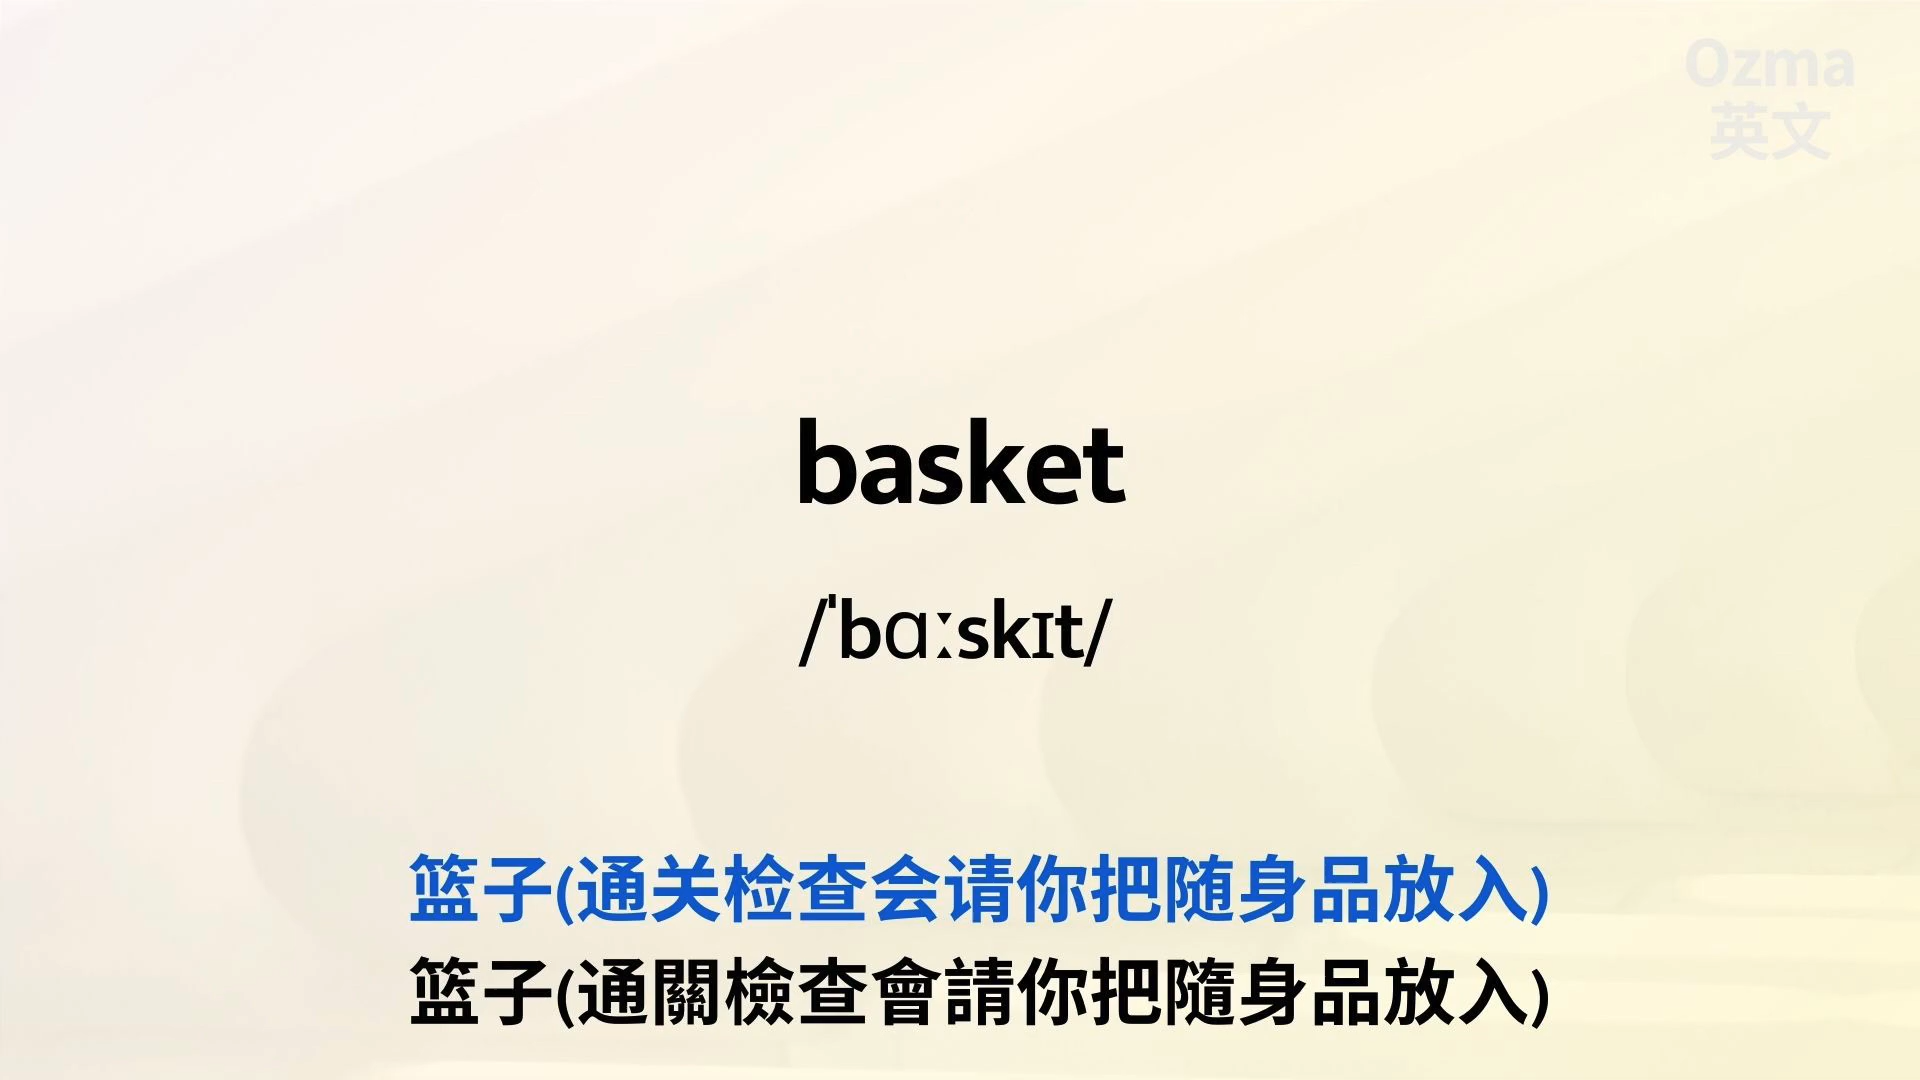 Ozma
英文
basket
/ˈbɑːskɪt/
篮子(通关检查会请你把随身品放入)
篮子(通關檢查會請你把隨身品放入)